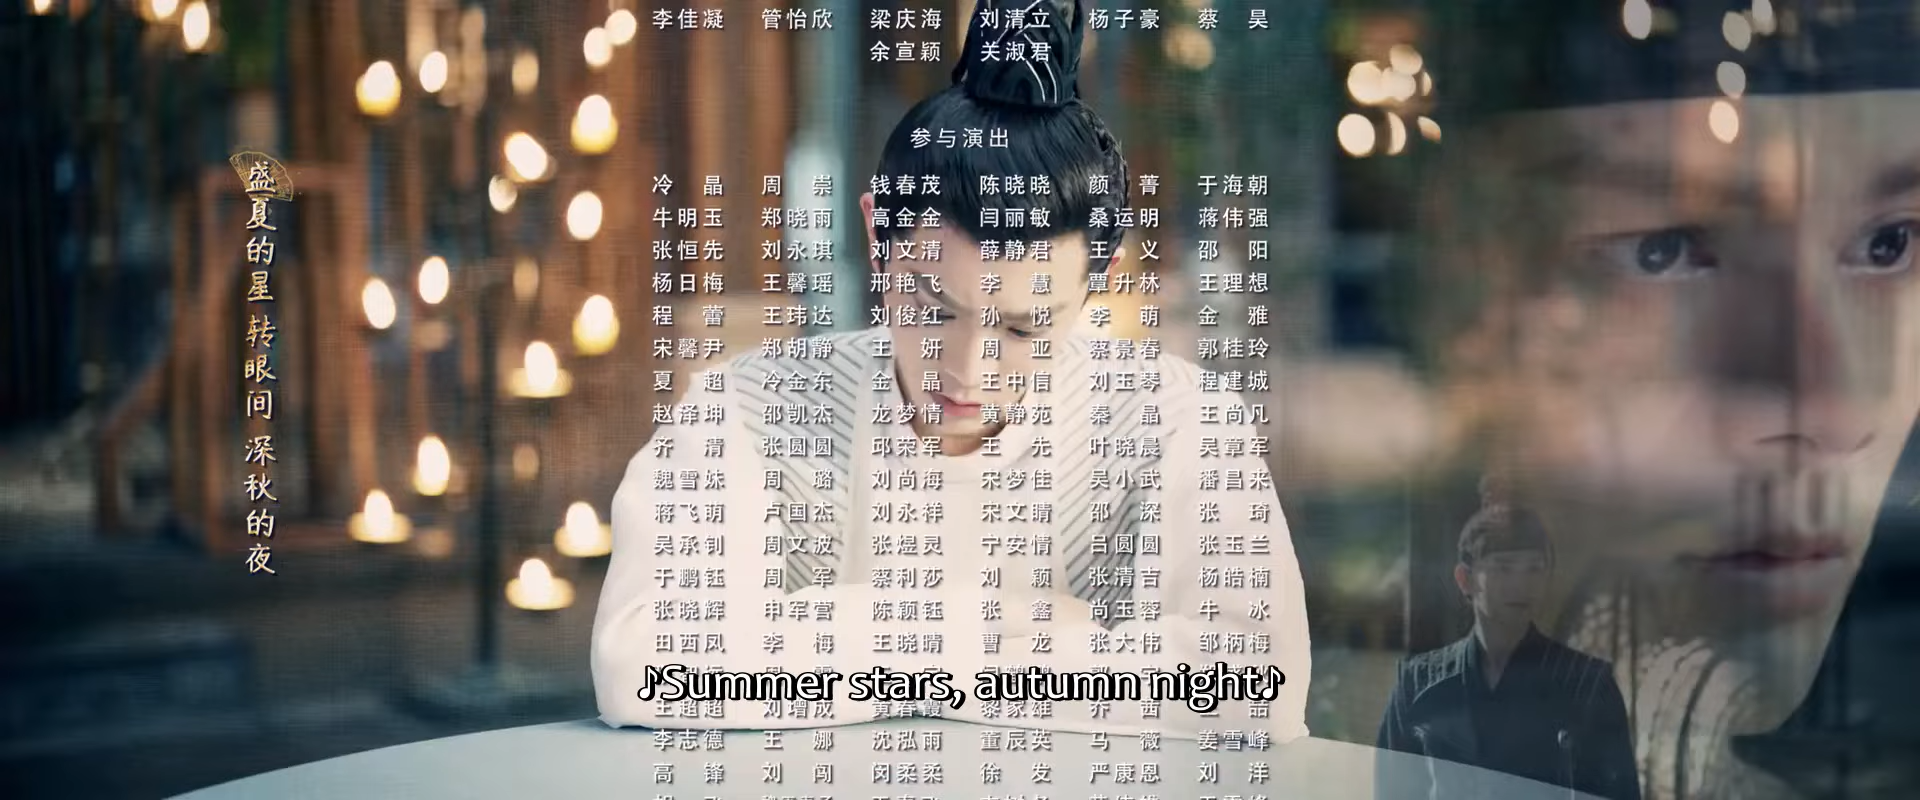 李佳凝 管怡欣 梁庆海 刘清立 杨子豪 蔡昊
余宣颖 关淑君
参与演出
冷晶 周崇 钱春茂 陈晓晓 颜菁 于海朝
牛明玉 郑晓雨 高金金 闫丽敏 桑运明 蒋伟强
张恒先 刘永琪 刘文清 薛静君 王义 邵阳
杨日梅 王馨瑶 邢艳飞 李慧 覃升林 王理想
程蕾 王玮达 刘俊红 孙悦 李萌 金雅
宋馨尹 郑胡静 王妍 周亚 蔡景春 郭桂玲
夏超 冷金东 金晶 王中信 刘玉琴 程建城
赵泽坤 邵凯杰 龙梦情 黄静苑 秦晶 王尚凡
齐清 张圆圆 邱荣军 王先 叶晓晨 吴章军
魏雪妹 周璐 刘尚海 宋梦佳 吴小武 潘昌来
蒋飞萌 卢国杰 刘永祥 宋文睛 邵深 张琦
吴承钊 周文波 张煜灵 宁安情 吕圆圆 张玉兰
于鹏钰 周军 蔡利莎 刘颖 张清吉 杨皓楠
张晓辉 申军营 陈颖钰 张鑫 尚玉蓉 牛冰
田西凤 李梅 王晓晴 曹龙 张大伟 邹柄梅
王超超 刘增成 黄春霞 黎家雄 乔茜
李志德 王娜 沈泓雨 董辰英 马薇 姜雪峰
高锋 刘闯 闵柔柔 徐发 严康恩 刘洋
盛夏的星 转眼间 深秋的夜
♪Summer stars, autumn night♪